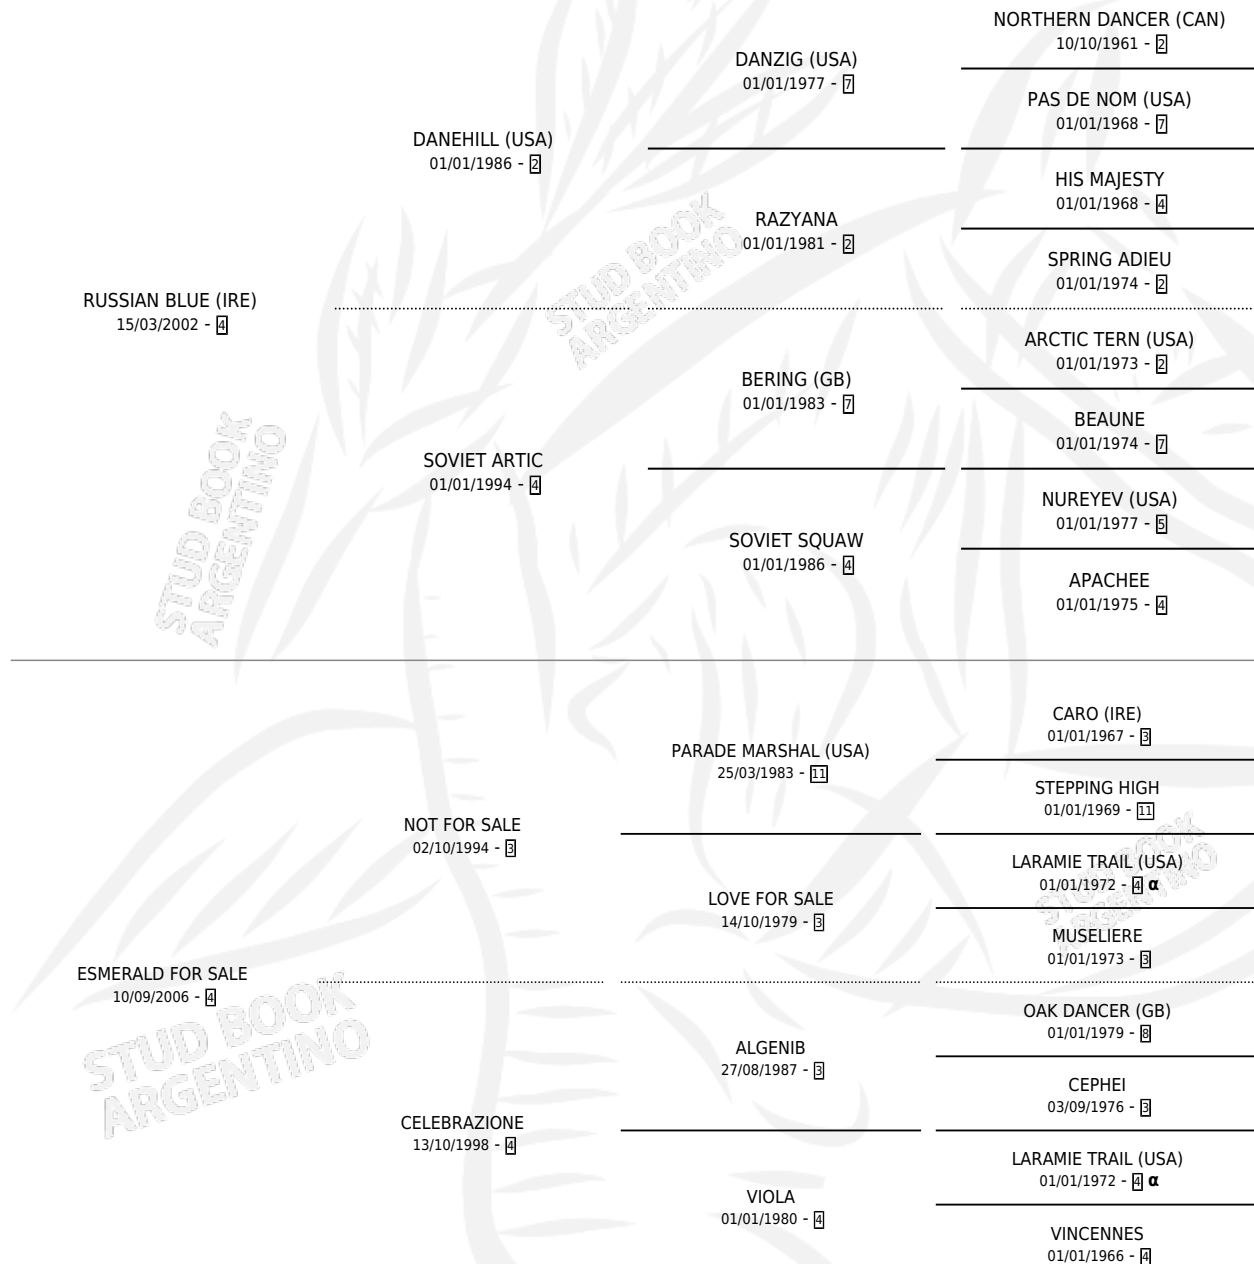 NORTHERN DANCER (CAN)
10/10/1961 - 2
DANZIG (USA)
01/01/1977 - 7
PAS DE NOM (USA)
01/01/1968 - 7
DANEHILL (USA)
01/01/1986 - 2
HIS MAJESTY
01/01/1968 - 4
RAZYANA
01/01/1981 - 2
SPRING ADIEU
01/01/1974 - 2
RUSSIAN BLUE (IRE)
15/03/2002 - 4
ARCTIC TERN (USA)
01/01/1973 - 2
BERING (GB)
01/01/1983 - 7
BEAUNE
01/01/1974 - 7
SOVIET ARTIC
01/01/1994 - 4
NUREYEV (USA)
01/01/1977 - 5
SOVIET SQUAW
01/01/1986 - 4
APACHEE
01/01/1975 - 4
CARO (IRE)
01/01/1967 - 3
PARADE MARSHAL (USA)
25/03/1983 - 11
STEPPING HIGH
01/01/1969 - 11
NOT FOR SALE
02/10/1994 - 3
LARAMIE TRAIL (USA)
01/01/1972 - 4 α
LOVE FOR SALE
14/10/1979 - 3
MUSELIERE
01/01/1973 - 3
ESMERALD FOR SALE
10/09/2006 - 4
OAK DANCER (GB)
01/01/1979 - 8
ALGENIB
27/08/1987 - 3
CEPHEI
03/09/1976 - 3
CELEBRAZIONE
13/10/1998 - 4
LARAMIE TRAIL (USA)
01/01/1972 - 4 α
VIOLA
01/01/1980 - 4
VINCENNES
01/01/1966 - 4
STUD BOOK
ARGENTINO
STUD BOOK
ARGENTINO
STUD BOOK
ARGENTINO
STUD BOOK
ARGENTINO